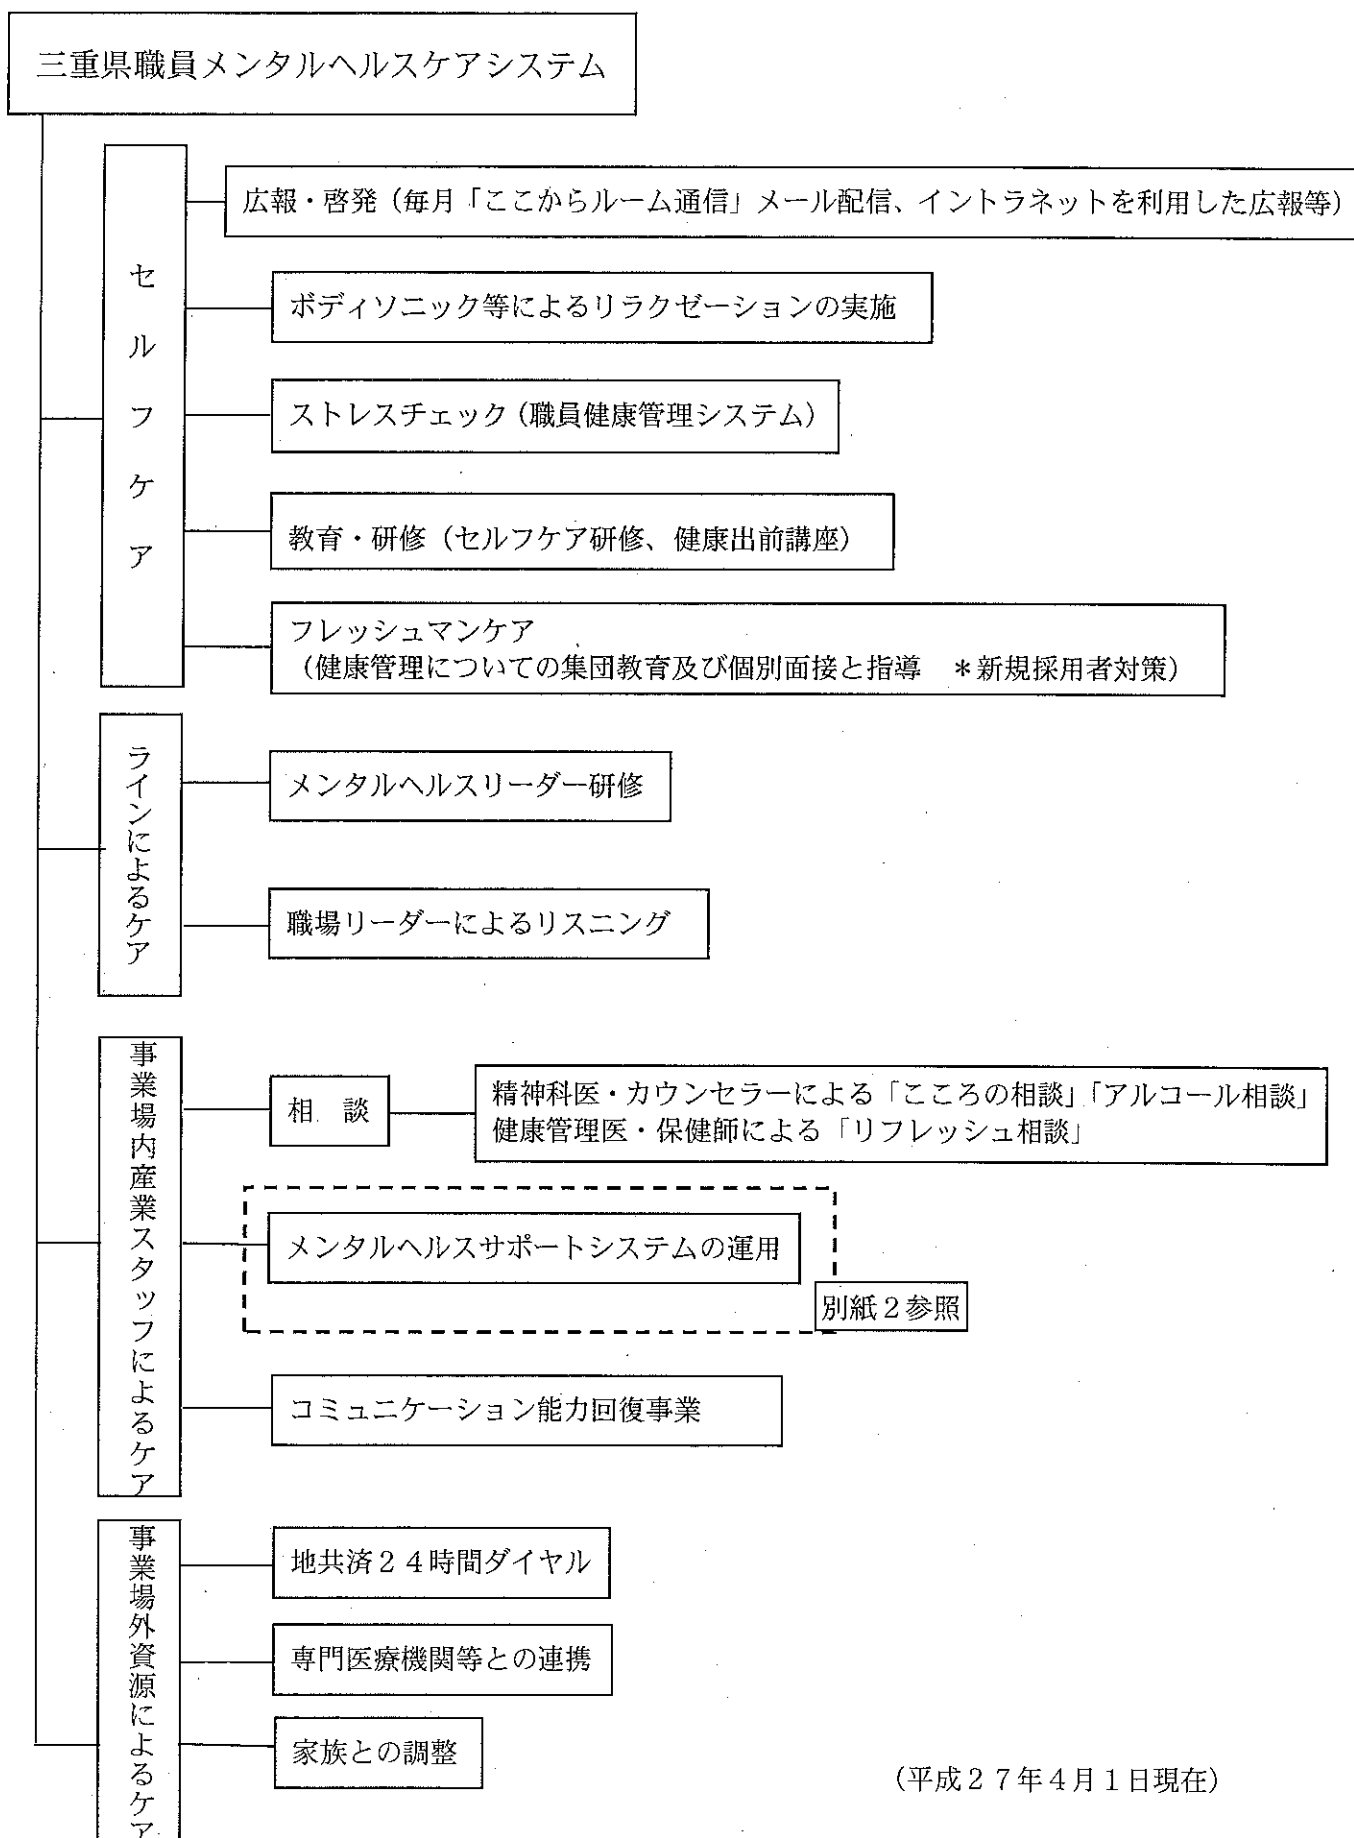 三重県職員メンタルヘルスケアシステム
セルフケア
広報・啓発（毎月「ここからルーム通信」メール配信、イントラネットを利用した広報等）
ボディソニック等によるリラクゼーションの実施
ストレスチェック（職員健康管理システム）
教育・研修（セルフケア研修、健康出前講座）
フレッシュマンケア
（健康管理についての集団教育及び個別面接と指導　＊新規採用者対策）
ラインによるケア
メンタルヘルスリーダー研修
職場リーダーによるリスニング
事業場内産業スタッフによるケア
相　談
精神科医・カウンセラーによる「こころの相談」「アルコール相談」
健康管理医・保健師による「リフレッシュ相談」
メンタルヘルスサポートシステムの運用
別紙２参照
コミュニケーション能力回復事業
事業場外資源によるケア
地共済２４時間ダイヤル
専門医療機関等との連携
家族との調整
（平成２７年４月１日現在）